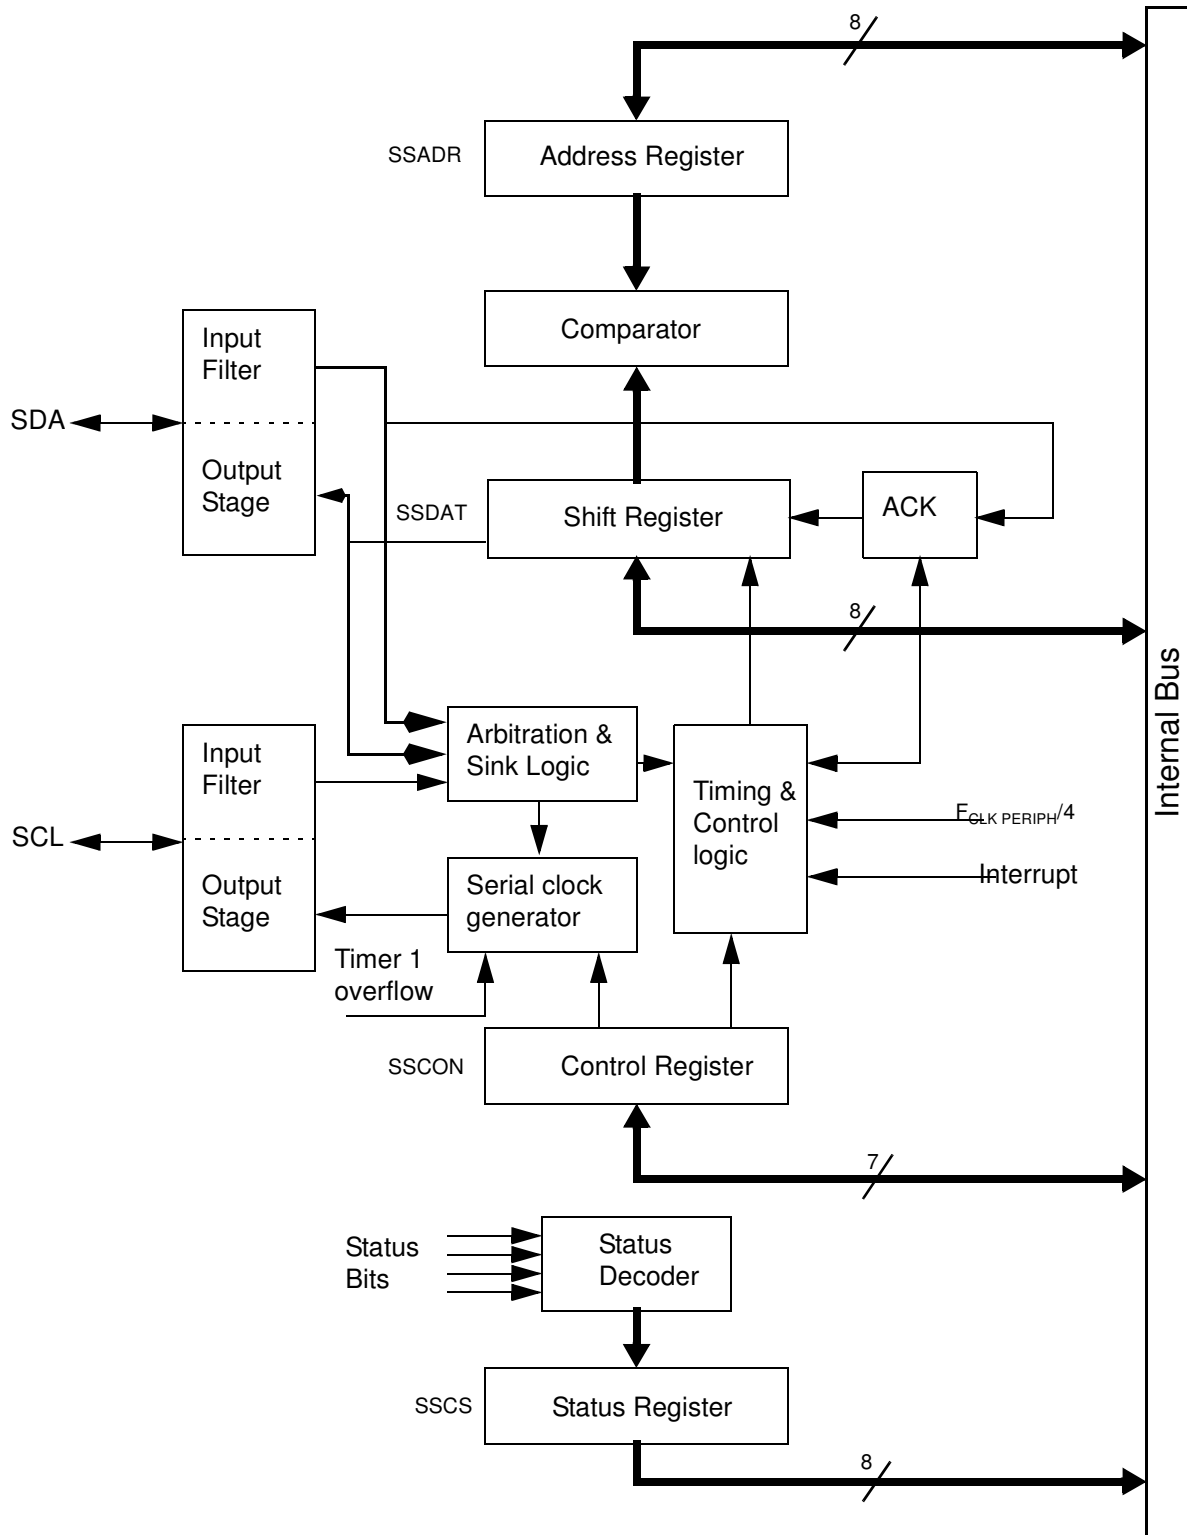 8
SSADR
Address Register
Comparator
Input
Filter
SDA
Output
Stage
SSDAT
Shift Register
ACK
8
Internal Bus
Arbitration &
Sink Logic
Input
Filter
Timing &
Control
logic
FCLK PERIPH/4
SCL
Output
Stage
Serial clock
generator
Interrupt
Timer 1
overflow
SSCON
Control Register
7
Status
Bits
Status
Decoder
SSCS
Status Register
8